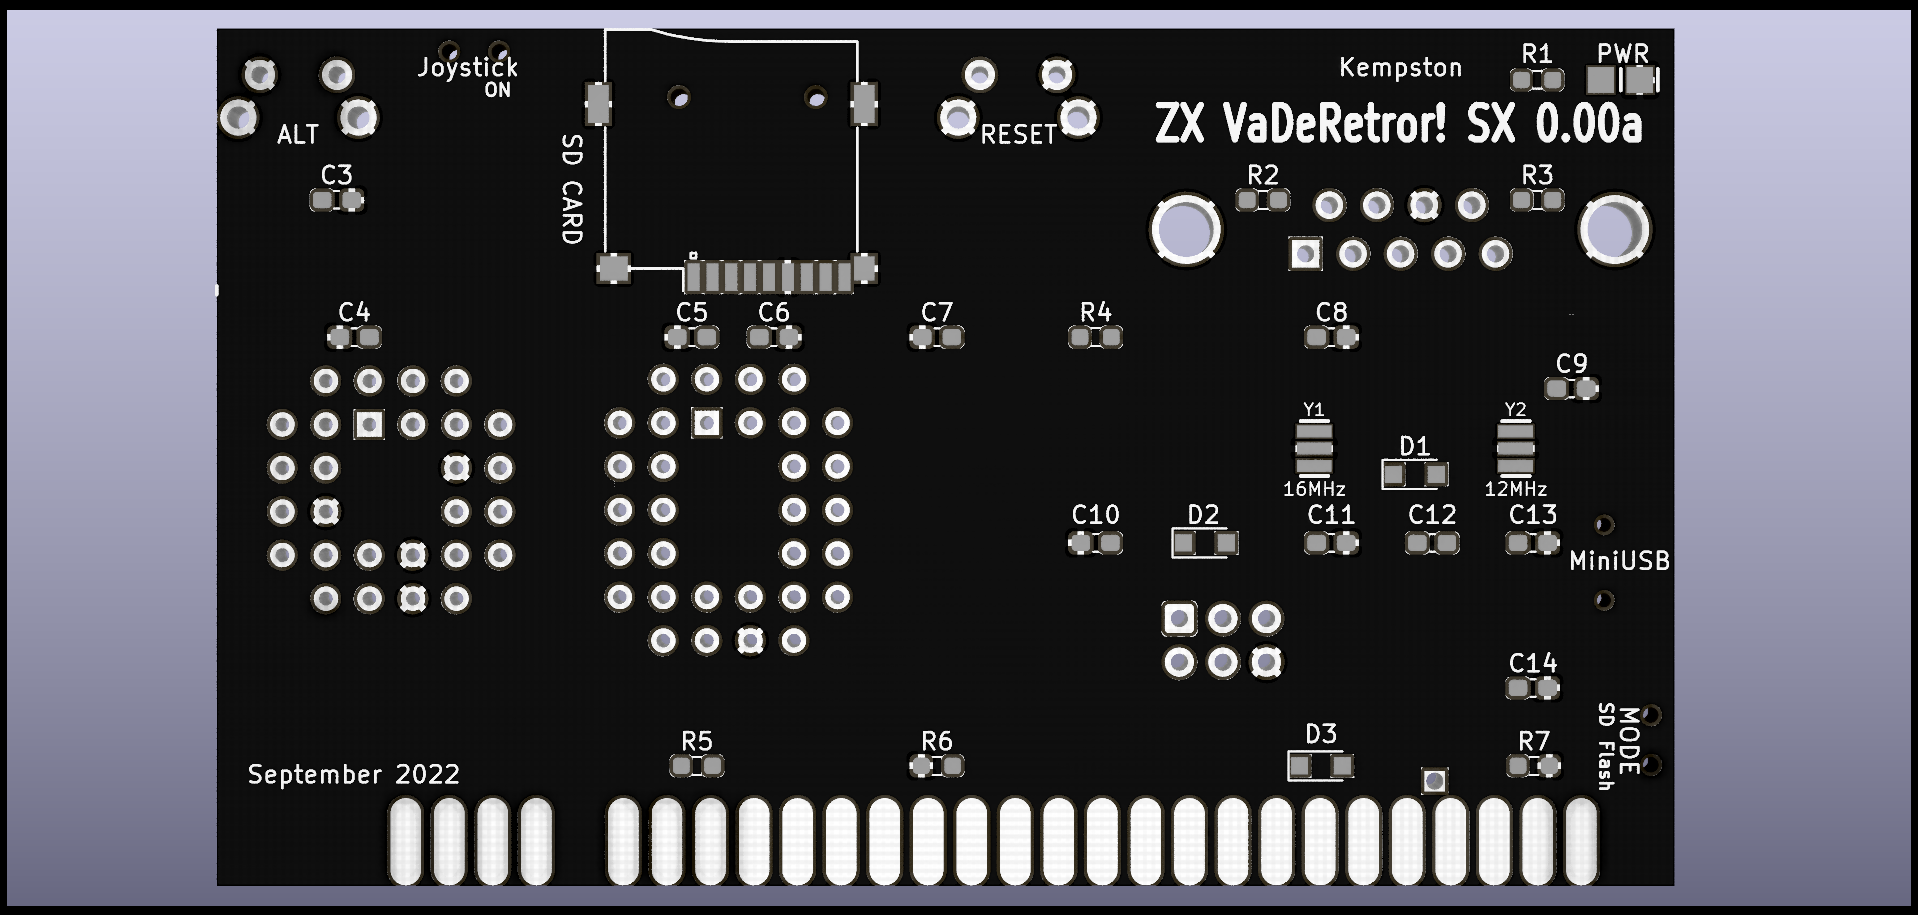 Joystick
ON
Kempston
R1
PWR
ALT
RESET
ZX VaDeRetror! SX 0.00a
SD CARD
C3
R2
R3
C4
C5
C6
C7
R4
C8
C9
Y1
Y2
D1
16MHz
12MHz
C10
D2
C11
C12
C13
MiniUSB
C14
MODE
SD Flash
R5
R6
D3
R7
September 2022